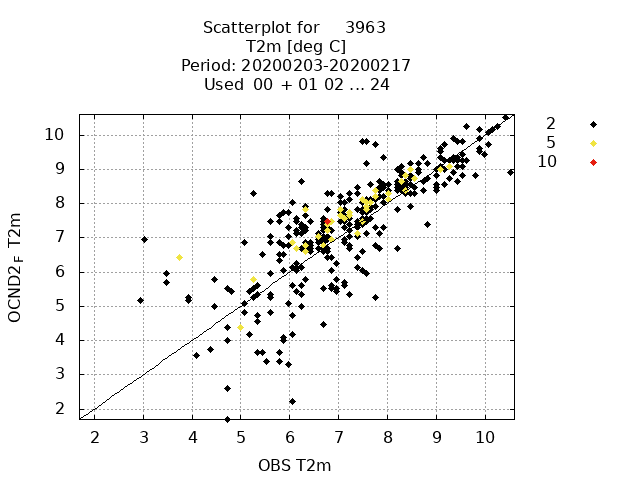 Scatterplot for 3963
T2m [deg C]
Period: 20200203-20200217
Used 00 + 01 02 ... 24
2
5
10
10
9
8
7
6
5
4
3
2
OCND2_F T2m
2 3 4 5 6 7 8 9 10
OBS T2m